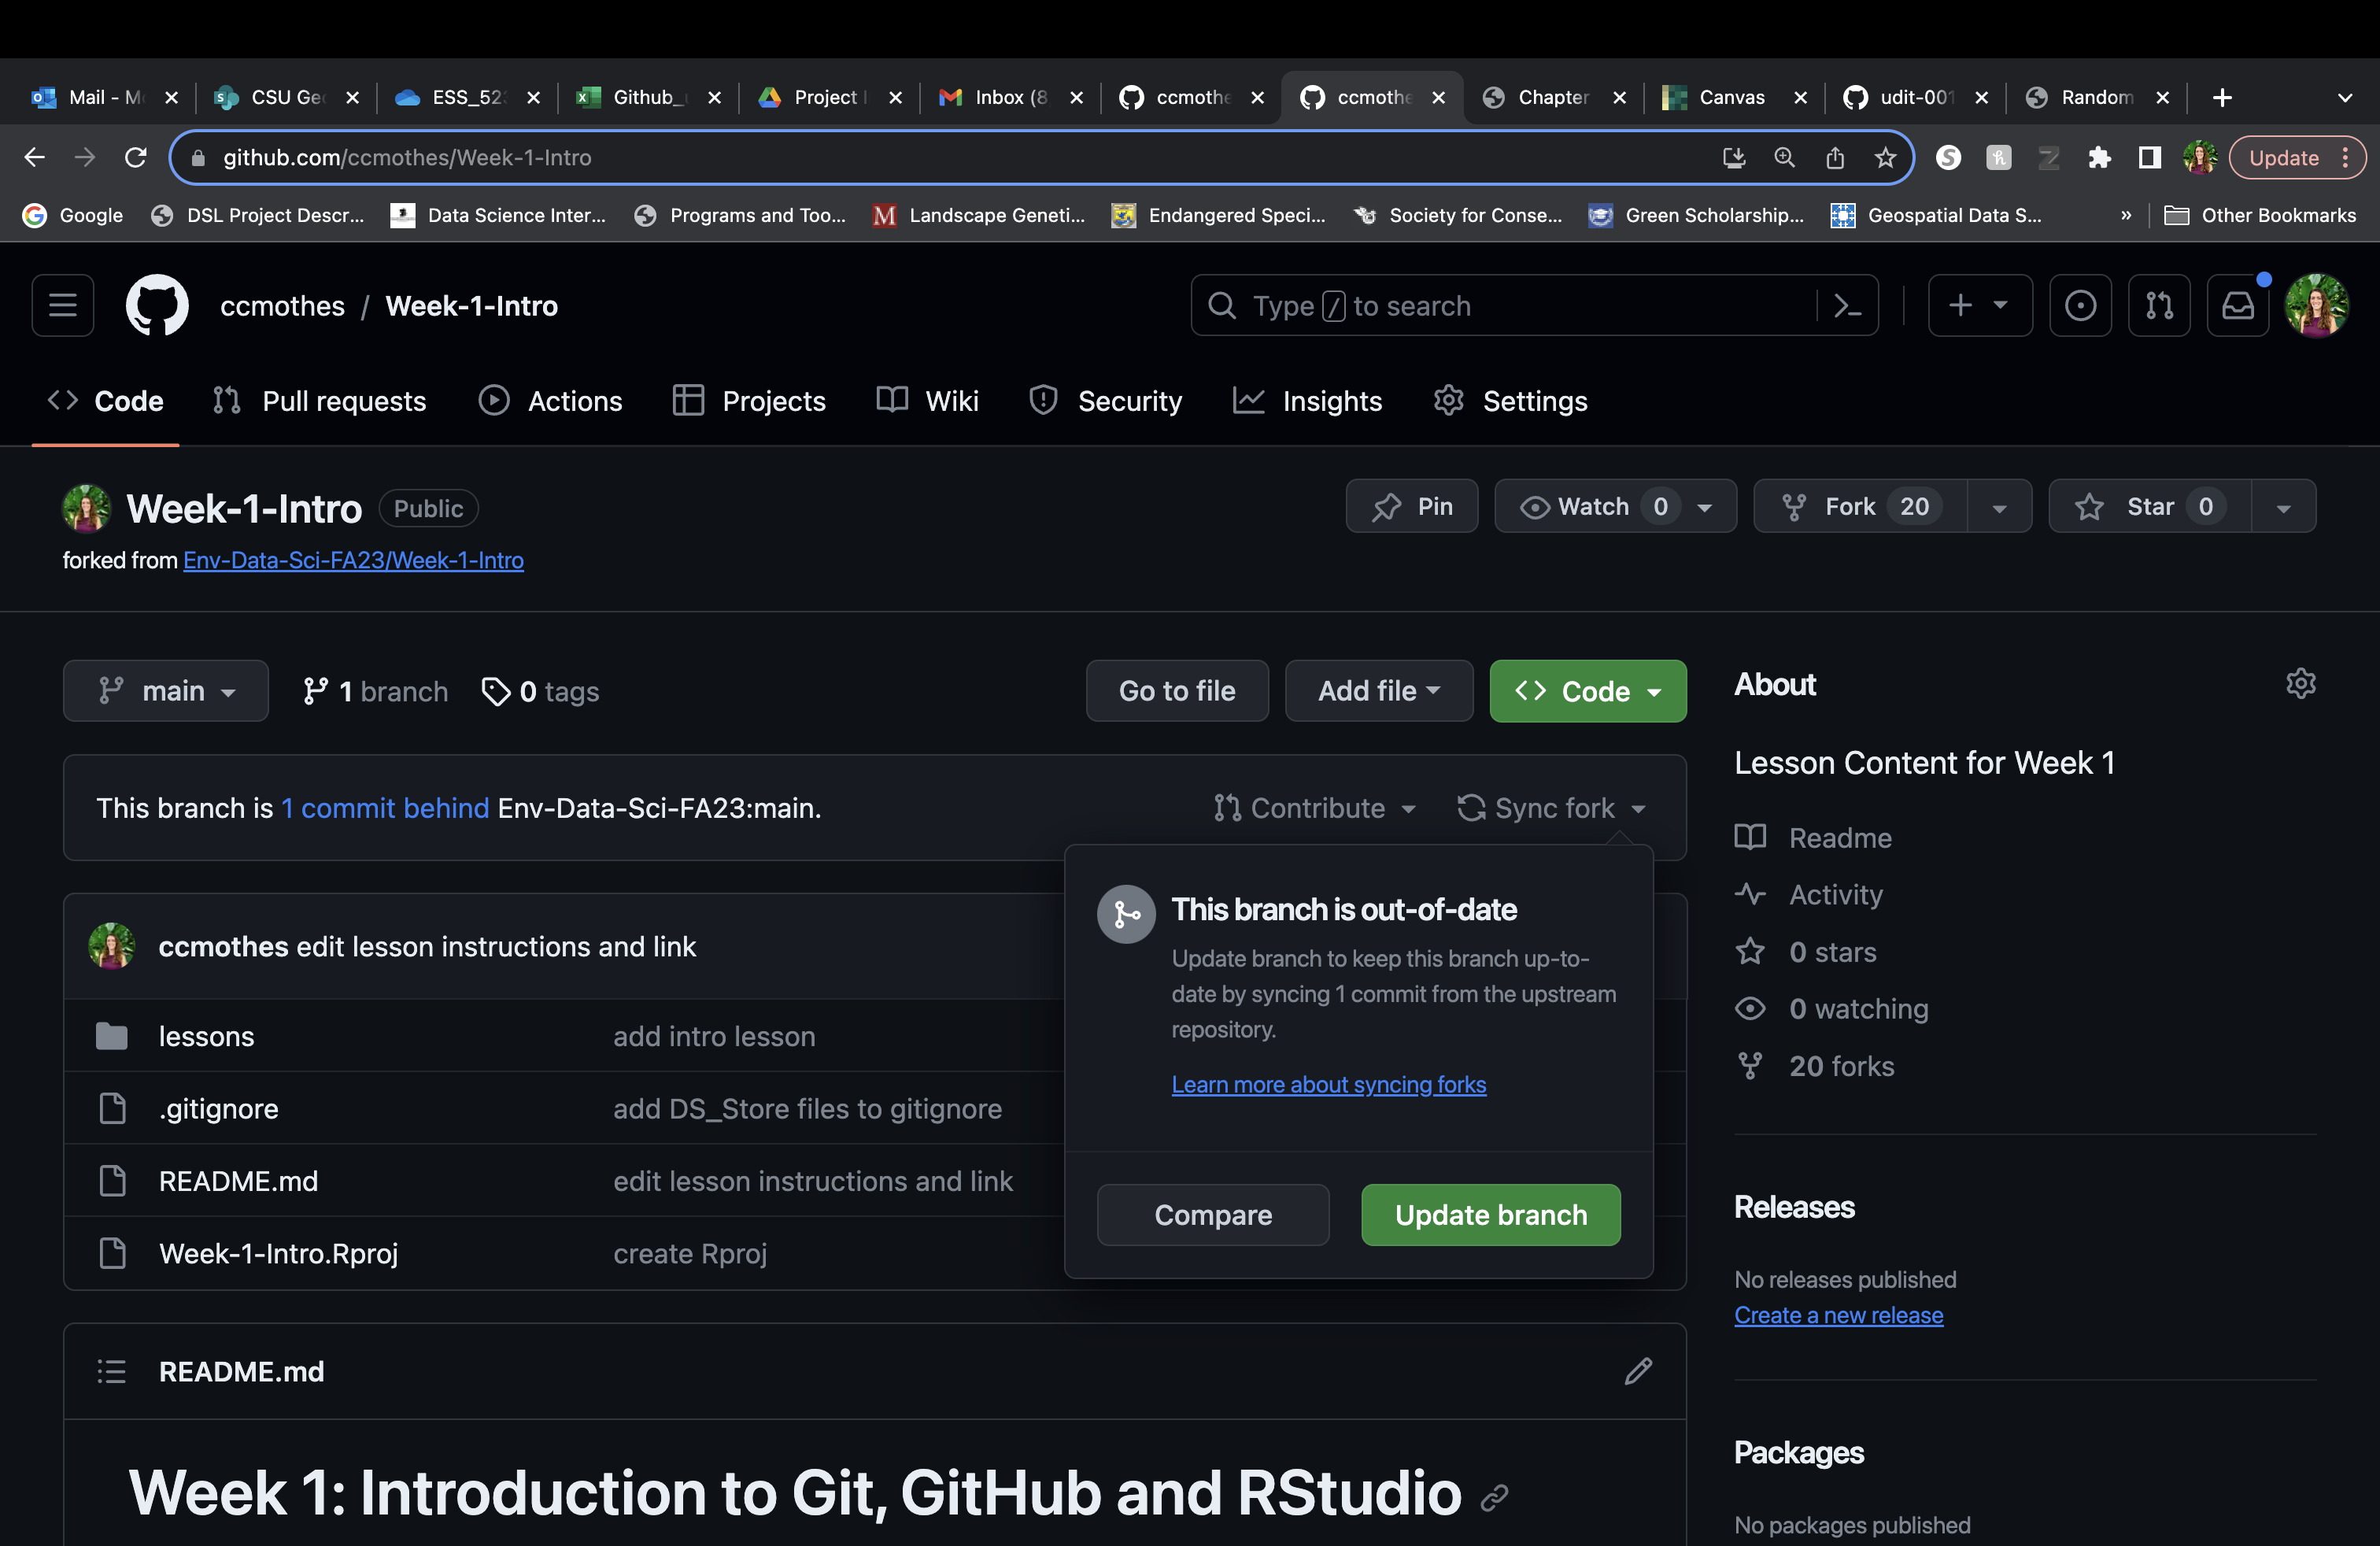 Mail - M
CSU Ge
ESS_52
Github_
Project
Inbox (8
ccmothe
ccmothe
Chapter
Canvas
udit-001
Random
github.com/ccmothes/Week-1-Intro
Update
Google
DSL Project Descr...
Data Science Inter...
Programs and Too...
Landscape Geneti...
Endangered Speci...
Society for Conse...
Green Scholarship...
Geospatial Data S...
»
Other Bookmarks
ccmothes / Week-1-Intro
Type / to search
Code
Pull requests
Actions
Projects
Wiki
Security
Insights
Settings
Week-1-Intro
Public
Pin
Watch 0
Fork 20
Star 0
forked from Env-Data-Sci-FA23/Week-1-Intro
main
1 branch
0 tags
Go to file
Add file
Code
This branch is 1 commit behind Env-Data-Sci-FA23:main.
Contribute
Sync fork
This branch is out-of-date
Update branch to keep this branch up-to-
date by syncing 1 commit from the upstream
repository.
Learn more about syncing forks
Compare
Update branch
ccmothes edit lesson instructions and link
lessons
add intro lesson
.gitignore
add DS_Store files to gitignore
README.md
edit lesson instructions and link
Week-1-Intro.Rproj
create Rproj
README.md
Week 1: Introduction to Git, GitHub and RStudio
About
Lesson Content for Week 1
Readme
Activity
0 stars
0 watching
20 forks
Releases
No releases published
Create a new release
Packages
No packages published